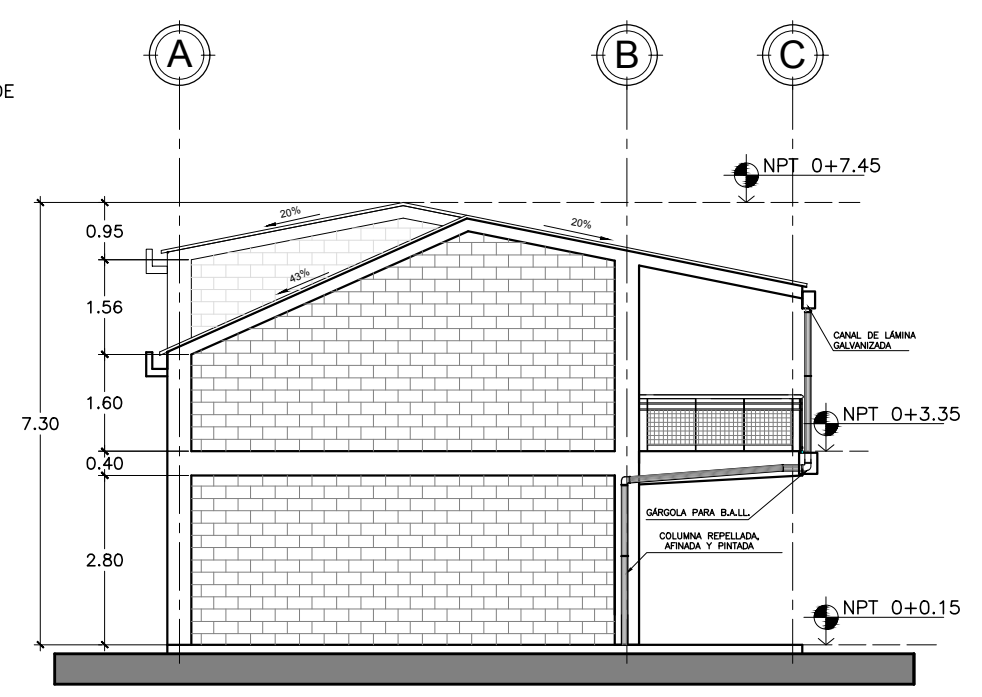 A
B
C
DE
NPT 0+7.45
20%
20%
0.95
43%
1.56
CANAL DE LÁMINA
GALVANIZADA
1.60
NPT 0+3.35
7.30
0.40
GÁRGOLA PARA B.A.LL.
COLUMNA REPELLADA,
AFINADA Y PINTADA
2.80
NPT 0+0.15